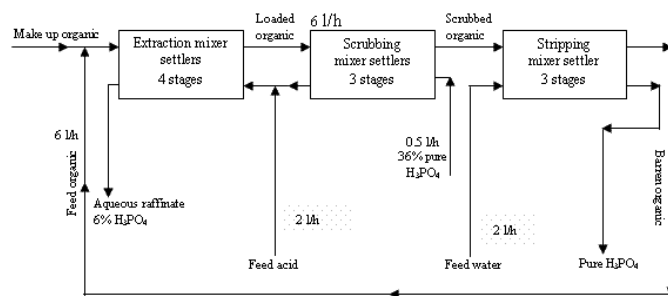 Make up organic
Extraction mixer
settlers
4 stages
Loaded
organic
6 l/h
Scrubbing
mixer settlers
3 stages
Scrubbed
organic
Stripping
mixer settler
3 stages
6 l/h
Feed organic
Aqueous raffinate
6% H₃PO₄
2 l/h
Feed acid
0.5 l/h
36% pure
H₃PO₄
2 l/h
Feed water
Pure H₃PO₄
Barren organic